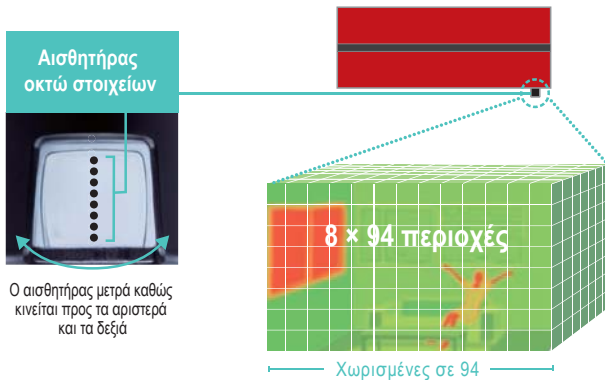 Αισθητήρας
οκτώ στοιχείων
Ο αισθητήρας μετρά καθώς
κινείται προς τα αριστερά
και τα δεξιά
8 × 94 περιοχές
Χωρισμένες σε 94